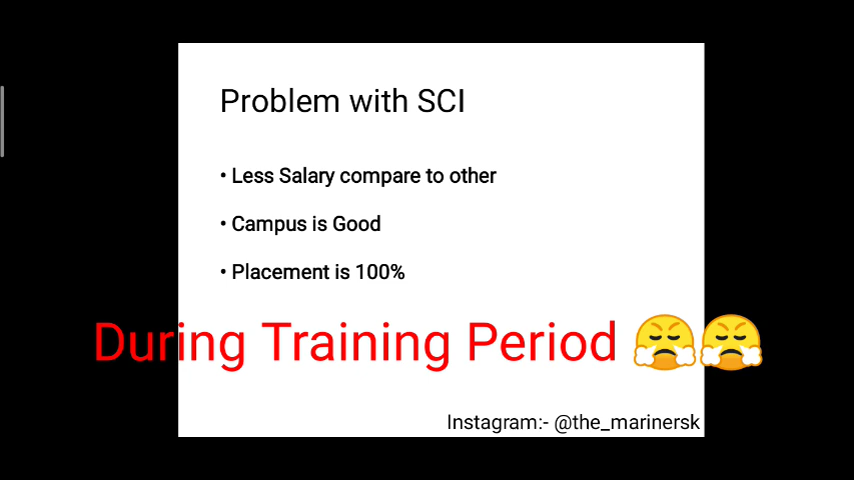 Problem with SCI
• Less Salary compare to other
• Campus is Good
• Placement is 100%
During Training Period 😤😤
Instagram:- @the_marinersk